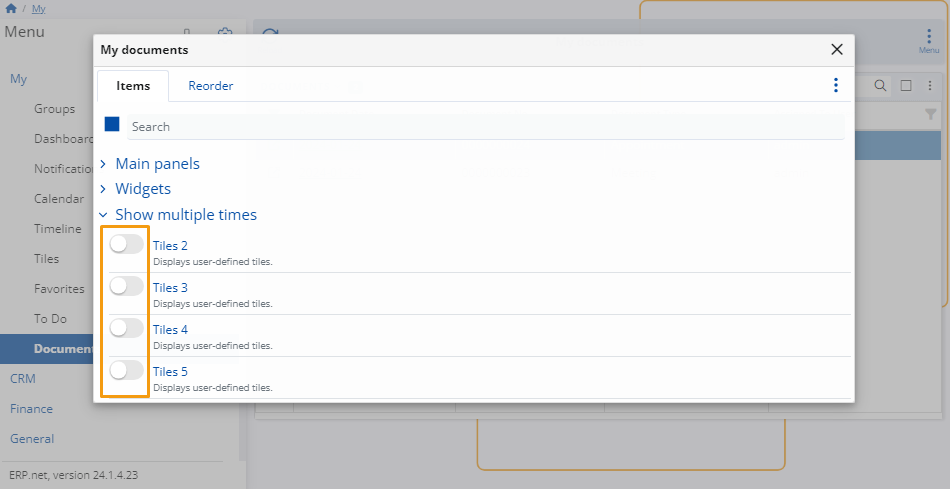 / My
Menu
Menu
My documents
Items
Reorder
Search
Main panels
Widgets
Show multiple times
Tiles 2
Displays user-defined tiles.
Tiles 3
Displays user-defined tiles.
Tiles 4
Displays user-defined tiles.
Tiles 5
Displays user-defined tiles.
My
Groups
Dashboard
Notificatio
Calendar
Timeline
Tiles
Favorites
To Do
Document
CRM
Finance
General
ERP.net, version 24.1.4.23